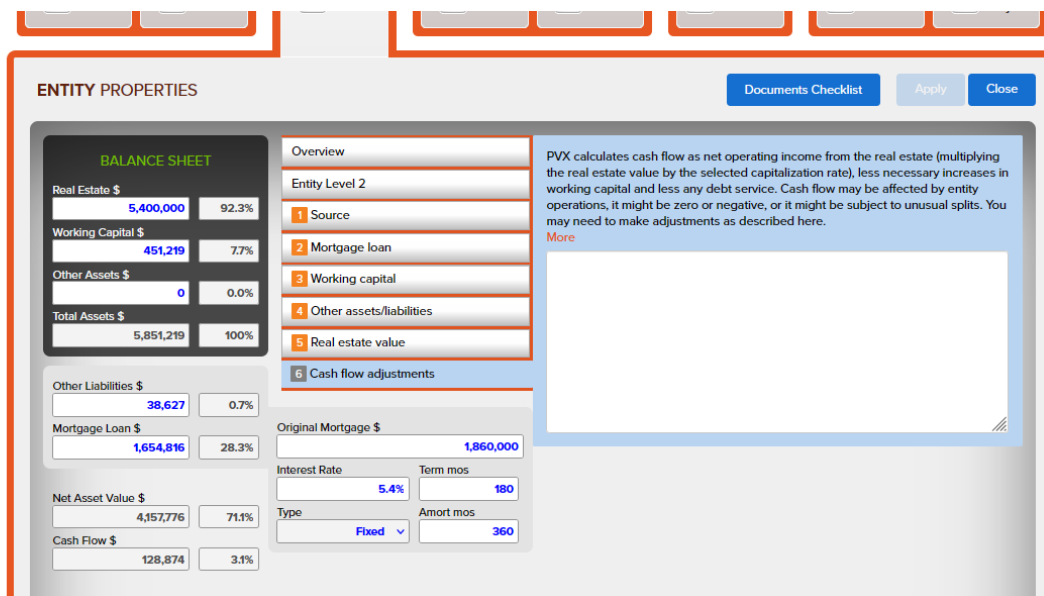 ENTITY PROPERTIES
Documents Checklist
Apply
Close
BALANCE SHEET
Real Estate $
5,400,000 92.3%
Working Capital $
451,219 7.7%
Other Assets $
0 0.0%
Total Assets $
5,851,219 100%
Other Liabilities $
38,627 0.7%
Mortgage Loan $
1,654,816 28.3%
Net Asset Value $
4,157,776 71.1%
Cash Flow $
128,874 3.1%
Overview
Entity Level 2
1 Source
2 Mortgage loan
3 Working capital
4 Other assets/liabilities
5 Real estate value
6 Cash flow adjustments
Original Mortgage $
1,860,000
Interest Rate Term mos
5.4% 180
Type Amort mos
Fixed 360
PVX calculates cash flow as net operating income from the real estate (multiplying
the real estate value by the selected capitalization rate), less necessary increases in
working capital and less any debt service. Cash flow may be affected by entity
operations, it might be zero or negative, or it might be subject to unusual splits. You
may need to make adjustments as described here.
More